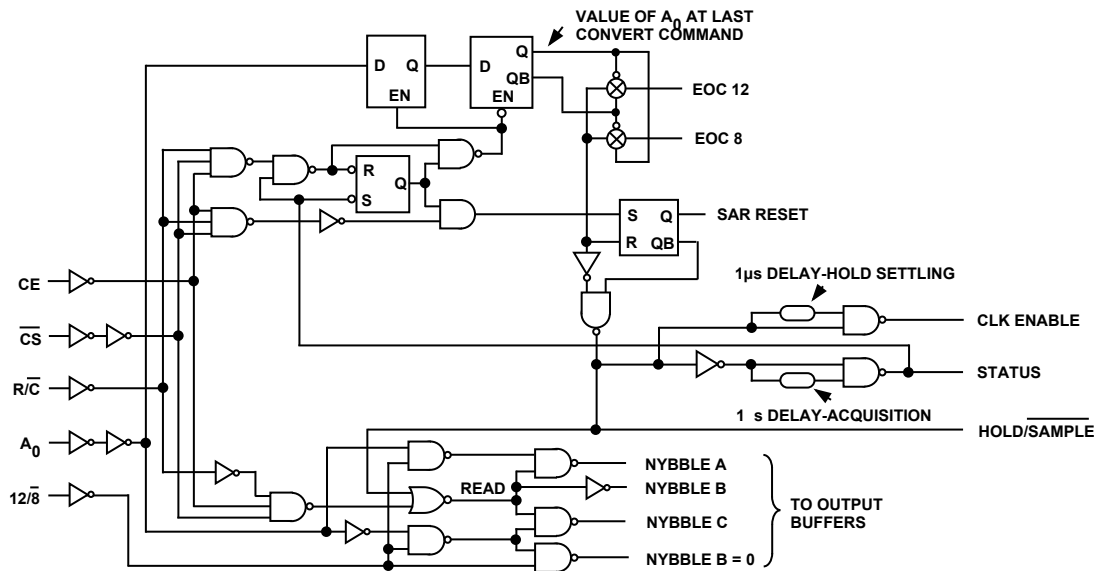 VALUE OF A0 AT LAST
CONVERT COMMAND
D Q
EN
D Q
QB
EN
EOC 12
EOC 8
R
Q
S
S Q
R QB
SAR RESET
1µs DELAY-HOLD SETTLING
CLK ENABLE
STATUS
1 s DELAY-ACQUISITION
HOLD/SAMPLE
CE
CS
R/C
A0
12/8
READ
NYBBLE A
NYBBLE B
NYBBLE C
NYBBLE B = 0
TO OUTPUT
BUFFERS